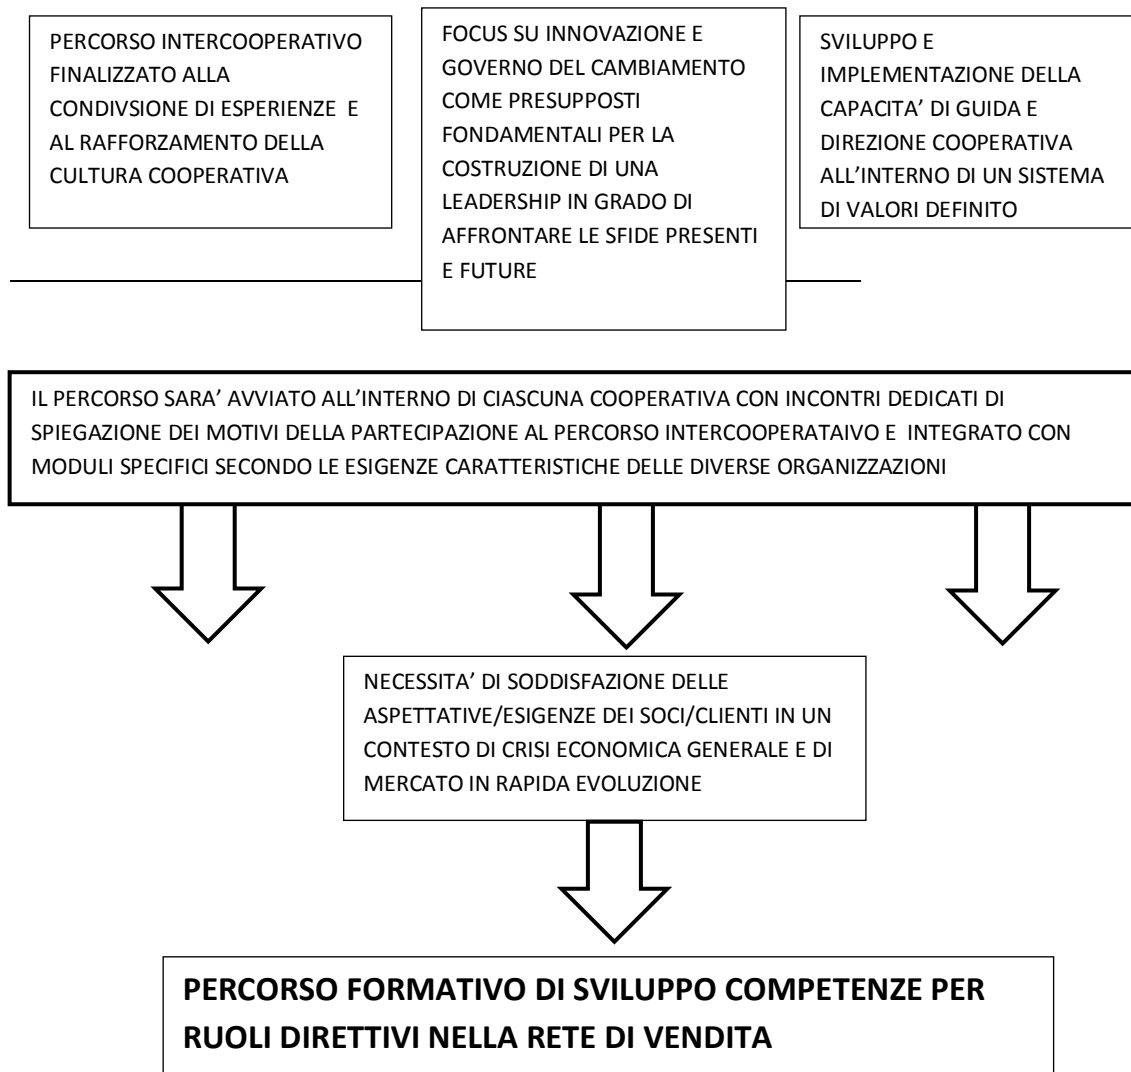 PERCORSO INTERCOOPERATIVO
FINALIZZATO ALLA
CONDIVSIONE DI ESPERIENZE E
AL RAFFORZAMENTO DELLA
CULTURA COOPERATIVA
FOCUS SU INNOVAZIONE E
GOVERNO DEL CAMBIAMENTO
COME PRESUPPOSTI
FONDAMENTALI PER LA
COSTRUZIONE DI UNA
LEADERSHIP IN GRADO DI
AFFRONTARE LE SFIDE PRESENTI
E FUTURE
SVILUPPO E
IMPLEMENTAZIONE DELLA
CAPACITA’ DI GUIDA E
DIREZIONE COOPERATIVA
ALL’INTERNO DI UN SISTEMA
DI VALORI DEFINITO
IL PERCORSO SARA’ AVVIATO ALL’INTERNO DI CIASCUNA COOPERATIVA CON INCONTRI DEDICATI DI
SPIEGAZIONE DEI MOTIVI DELLA PARTECIPAZIONE AL PERCORSO INTERCOOPERATAIVO E INTEGRATO CON
MODULI SPECIFICI SECONDO LE ESIGENZE CARATTERISTICHE DELLE DIVERSE ORGANIZZAZIONI
NECESSITA’ DI SODDISFAZIONE DELLE
ASPETTATIVE/ESIGENZE DEI SOCI/CLIENTI IN UN
CONTESTO DI CRISI ECONOMICA GENERALE E DI
MERCATO IN RAPIDA EVOLUZIONE
PERCORSO FORMATIVO DI SVILUPPO COMPETENZE PER
RUOLI DIRETTIVI NELLA RETE DI VENDITA